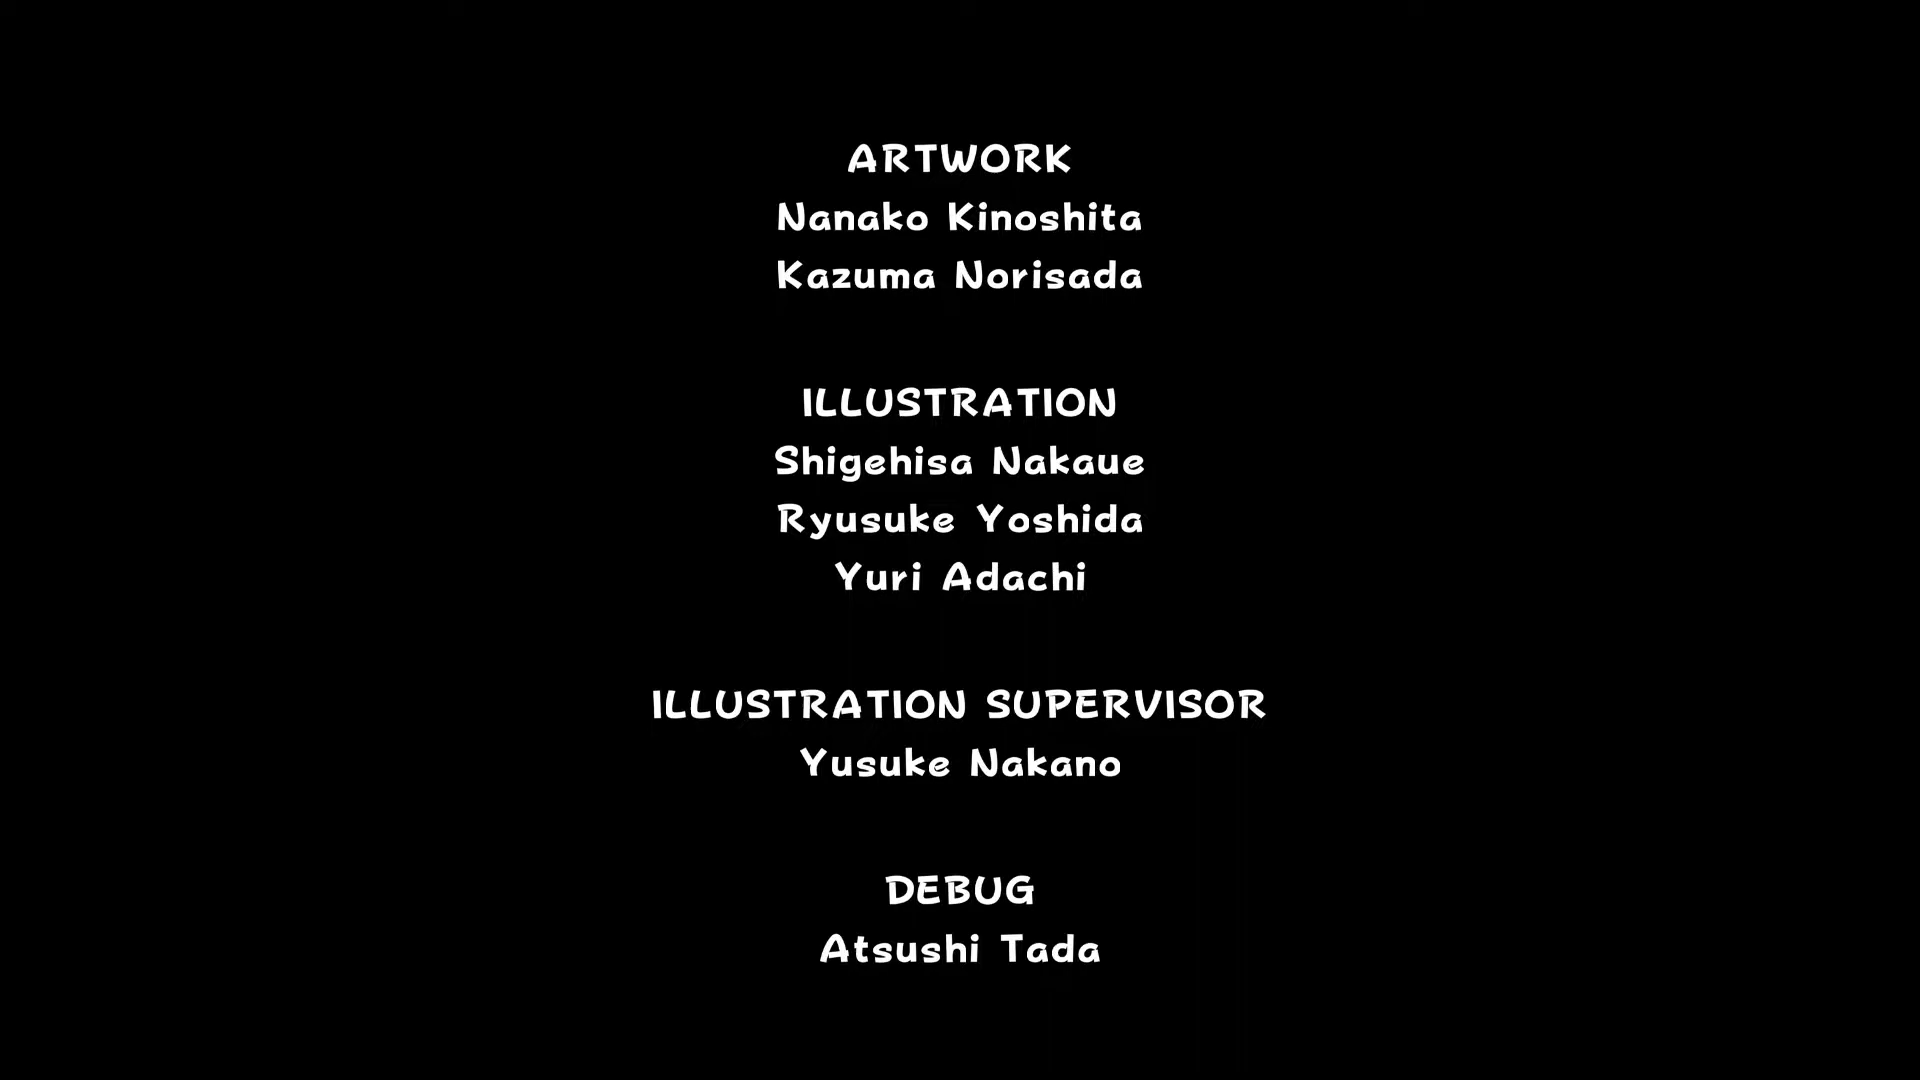 ARTWORK
Nanako Kinoshita
Kazuma Norisada
ILLUSTRATION
Shigehisa Nakaue
Ryusuke Yoshida
Yuri Adachi
ILLUSTRATION SUPERVISOR
Yusuke Nakano
DEBUG
Atsushi Tada